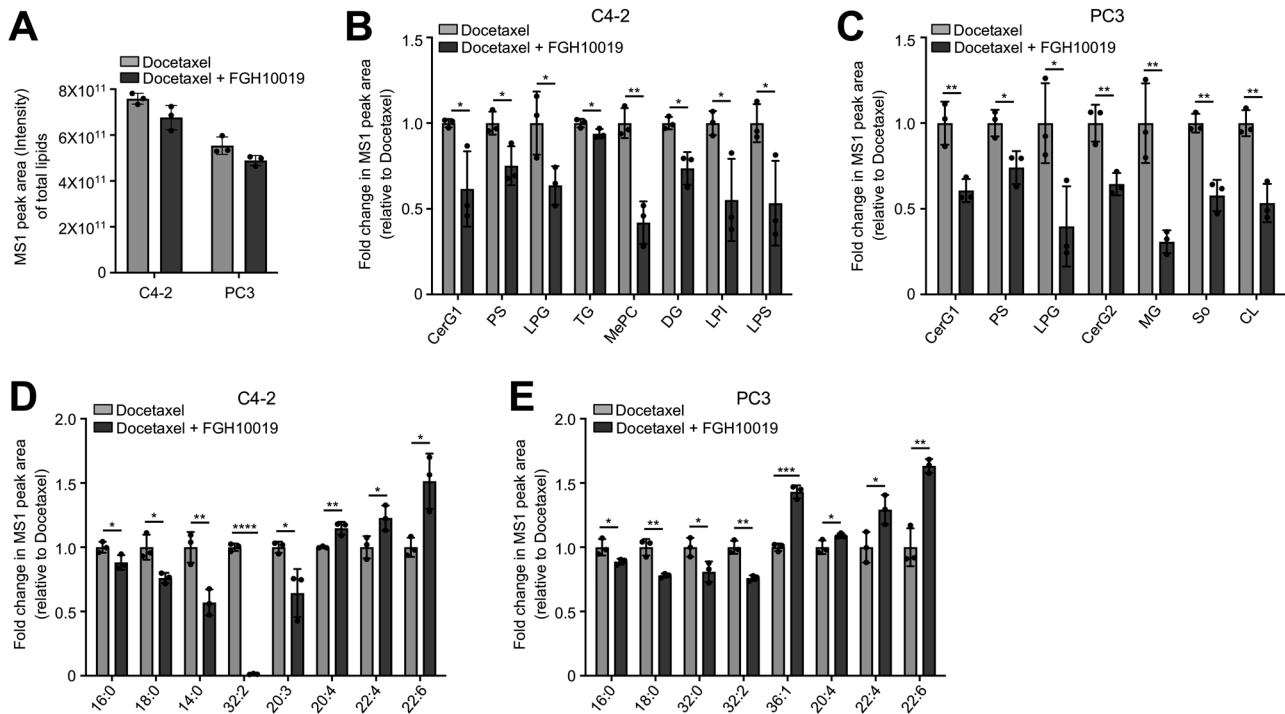 A
Docetaxel
Docetaxel + FGH10019
MS1 peak area (Intensity)
of total lipids
8X10¹¹
6X10¹¹
4X10¹¹
2X10¹¹
0
C4-2
PC3
B
C4-2
Docetaxel
Docetaxel + FGH10019
Fold change in MS1 peak area
(relative to Docetaxel)
1.5
1.0
0.5
0
* * * * ** * * *
CerG1
PS
LPG
TG
MePC
DG
LPI
LPS
C
PC3
Docetaxel
Docetaxel + FGH10019
Fold change in MS1 peak area
(relative to Docetaxel)
1.5
1.0
0.5
0
** * * ** ** ** **
CerG1
PS
LPG
CerG2
MG
So
CL
D
C4-2
Docetaxel
Docetaxel + FGH10019
Fold change in MS1 peak area
(relative to Docetaxel)
2.0
1.5
1.0
0.5
0
* * ** **** * ** * *
16:0
18:0
14:0
32:2
20:3
20:4
22:4
22:6
E
PC3
Docetaxel
Docetaxel + FGH10019
Fold change in MS1 peak area
(relative to Docetaxel)
2.0
1.5
1.0
0.5
0
* ** * ** *** * * **
16:0
18:0
32:0
32:2
36:1
20:4
22:4
22:6